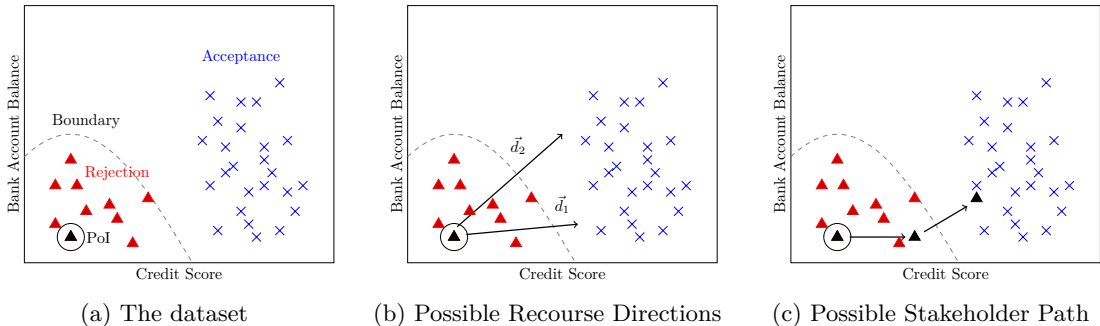 Bank Account Balance
Acceptance
Boundary
Rejection
PoI
Credit Score
(a) The dataset
Bank Account Balance
d⃗2
d⃗1
Credit Score
(b) Possible Recourse Directions
Bank Account Balance
Credit Score
(c) Possible Stakeholder Path